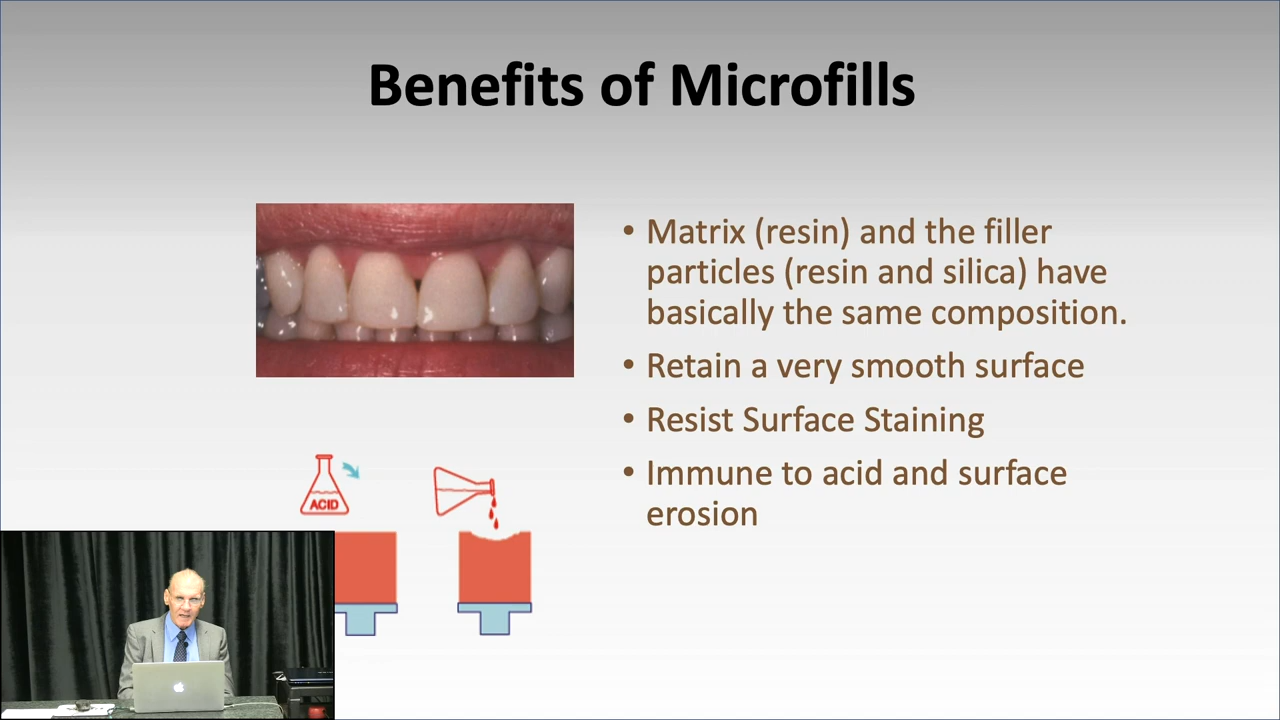 Benefits of Microfills
• Matrix (resin) and the filler
particles (resin and silica) have
basically the same composition.
• Retain a very smooth surface
• Resist Surface Staining
• Immune to acid and surface
erosion
ACID